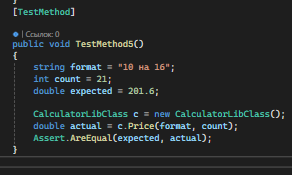 }
[TestMethod]
| Ссылок: 0
public void TestMethod5()
{
string format = "10 на 16";
int count = 21;
double expected = 201.6;
CalculatorLibClass c = new CalculatorLibClass();
double actual = c.Price(format, count);
Assert.AreEqual(expected, actual);
}